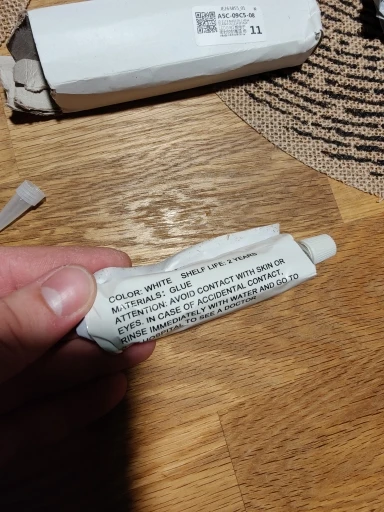 A5C-09C5-08
11
COLOR: WHITE SHELF LIFE: 2 YEARS
MATERIALS: GLUE
ATTENTION: AVOID CONTACT WITH SKIN OR
EYES. IN CASE OF ACCIDENTAL CONTACT,
RINSE IMMEDIATELY WITH WATER AND GO TO
HOSPITAL TO SEE A DOCTOR